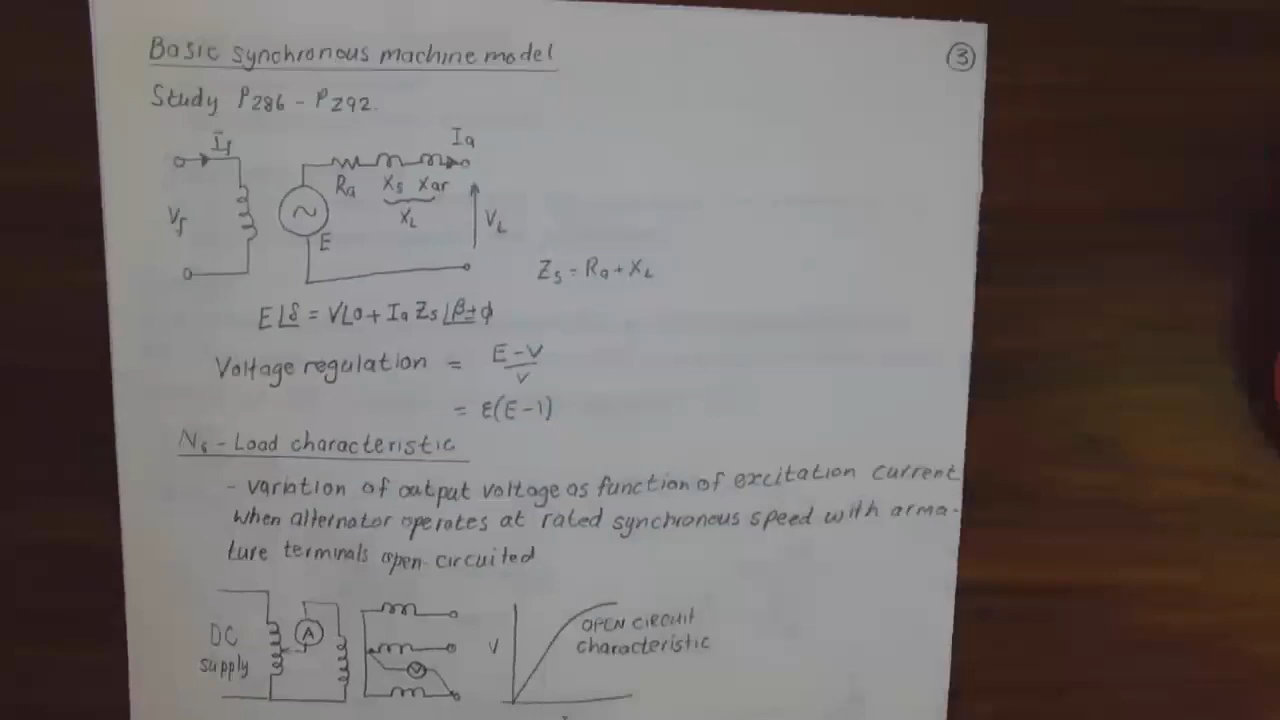 Basic synchronous machine model
3
Study P286 - P292.
If
Ia
Ra Xs Xar
Vf
XL
VL
E
Zs = Ra + XL
E∠δ = V∠0 + Ia Zs ∠β±φ
Voltage regulation = E-V/V
= ε(E-1)
- Load characteristic
- variation of output voltage as function of excitation current
when alternator operates at rated synchronous speed with arma-
ture terminals open-circuited
DC
supply
A
V
V
OPEN CIRCUIT
characteristic